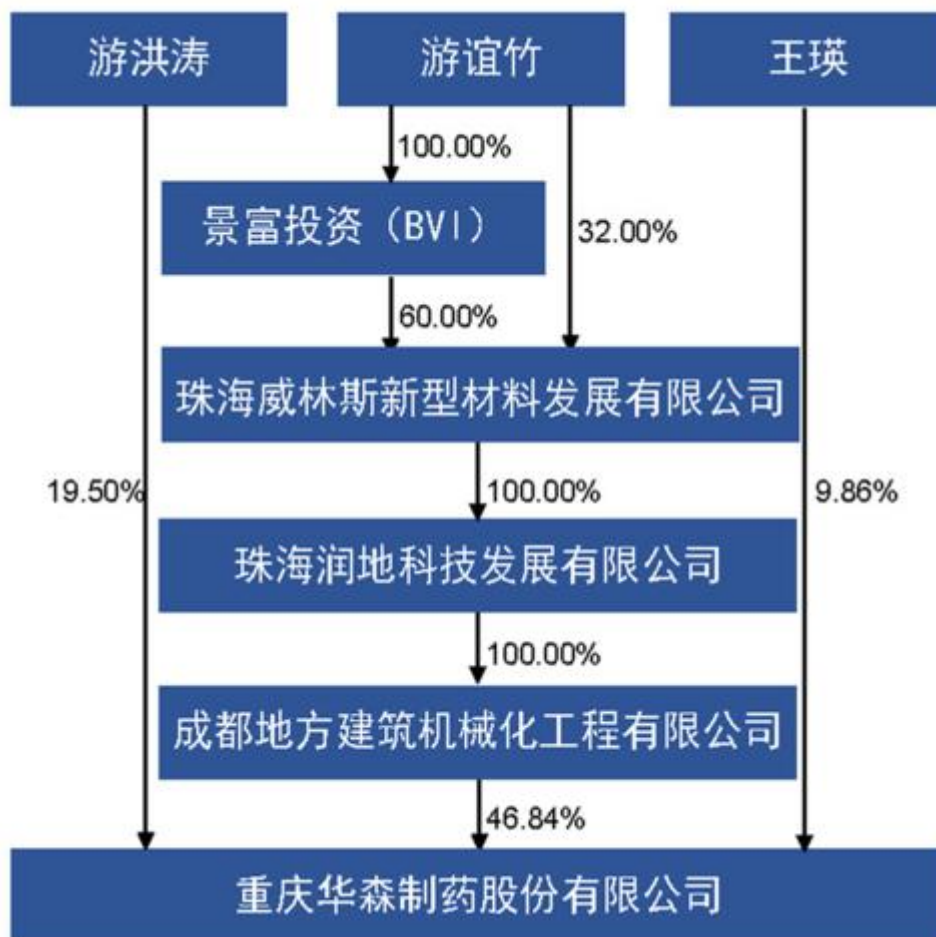 游洪涛
游谊竹
王瑛
100.00%
景富投资（BVI）
32.00%
60.00%
珠海威林斯新型材料发展有限公司
19.50%
100.00%
9.86%
珠海润地科技发展有限公司
100.00%
成都地方建筑机械化工程有限公司
46.84%
重庆华森制药股份有限公司